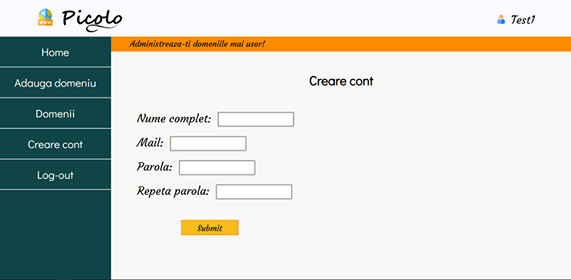 Picolo
Test1
Home
Adauga domeniu
Domenii
Creare cont
Log-out
Administreaza-ti domeniile mai usor!
Creare cont
Nume complet:
Mail:
Parola:
Repeta parola:
Submit